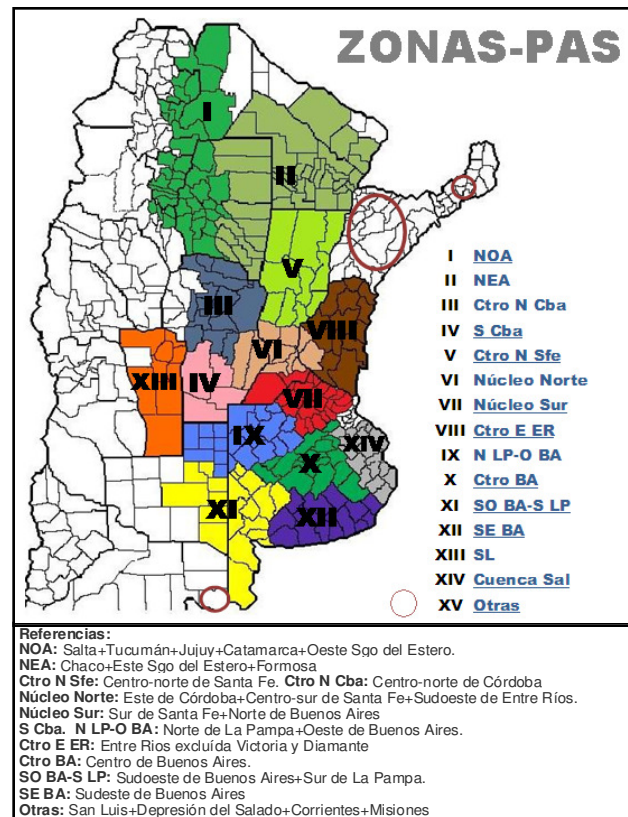 ZONAS-PAS
I
II
III
IV
V
VI
VII
VIII
IX
X
XI
XII
XIII
XIV
I NOA
II NEA
III Ctro N Cba
IV S Cba
V Ctro N Sfe
VI Núcleo Norte
VII Núcleo Sur
VIII Ctro E ER
IX N LP-O BA
X Ctro BA
XI SO BA-S LP
XII SE BA
XIII SL
XIV Cuenca Sal
XV Otras
Referencias:
NOA: Salta+Tucumán+Jujuy+Catamarca+Oeste Sgo del Estero.
NEA: Chaco+Este Sgo del Estero+Formosa
Ctro N Sfe: Centro-norte de Santa Fe. Ctro N Cba: Centro-norte de Córdoba
Núcleo Norte: Este de Córdoba+Centro-sur de Santa Fe+Sudoeste de Entre Ríos.
Núcleo Sur: Sur de Santa Fe+Norte de Buenos Aires
S Cba. N LP-O BA: Norte de La Pampa+Oeste de Buenos Aires.
Ctro E ER: Entre Rios excluída Victoria y Diamante
Ctro BA: Centro de Buenos Aires.
SO BA-S LP: Sudoeste de Buenos Aires+Sur de La Pampa.
SE BA: Sudeste de Buenos Aires
Otras: San Luis+Depresión del Salado+Corrientes+Misiones